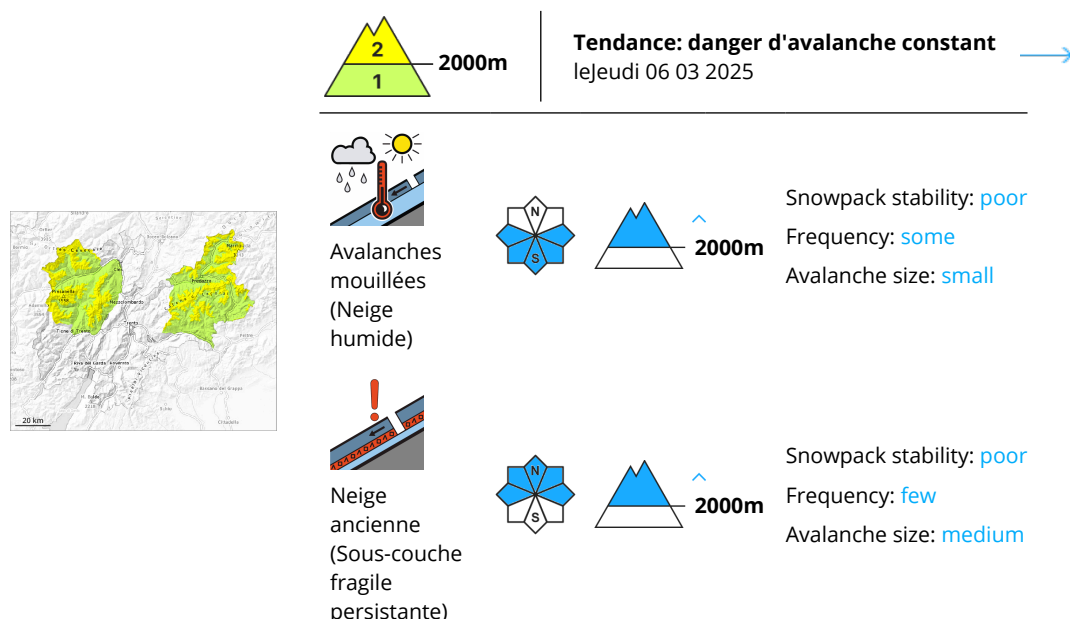 2
1
2000m
Tendance: danger d'avalanche constant
leJeudi 06 03 2025
N
S
2000m
Snowpack stability: poor
Frequency: some
Avalanche size: small
Avalanches
mouillées
(Neige
humide)
20 km
N
S
2000m
Snowpack stability: poor
Frequency: few
Avalanche size: medium
Neige
ancienne
(Sous-couche
fragile
persistante)